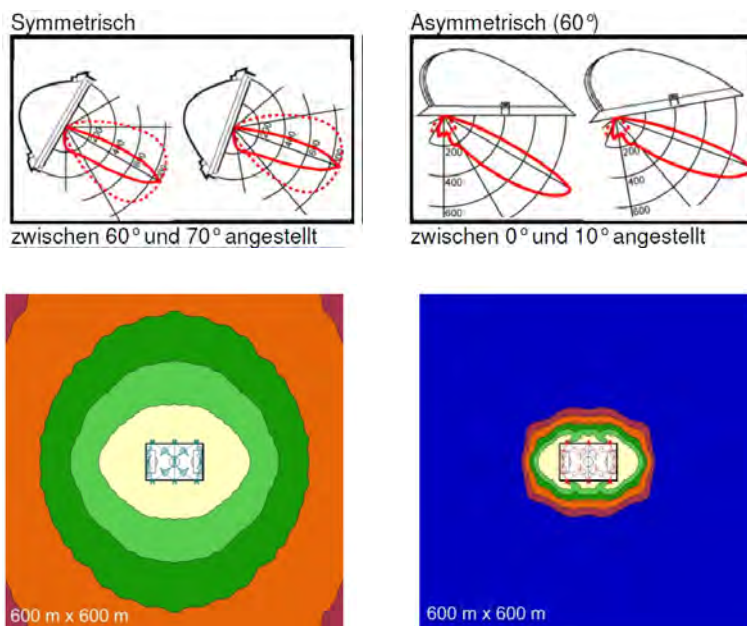 Symmetrisch
Asymmetrisch (60°)
200
400
600
200
400
600
zwischen 60° und 70° angestellt
zwischen 0° und 10° angestellt
600 m x 600 m
600 m x 600 m